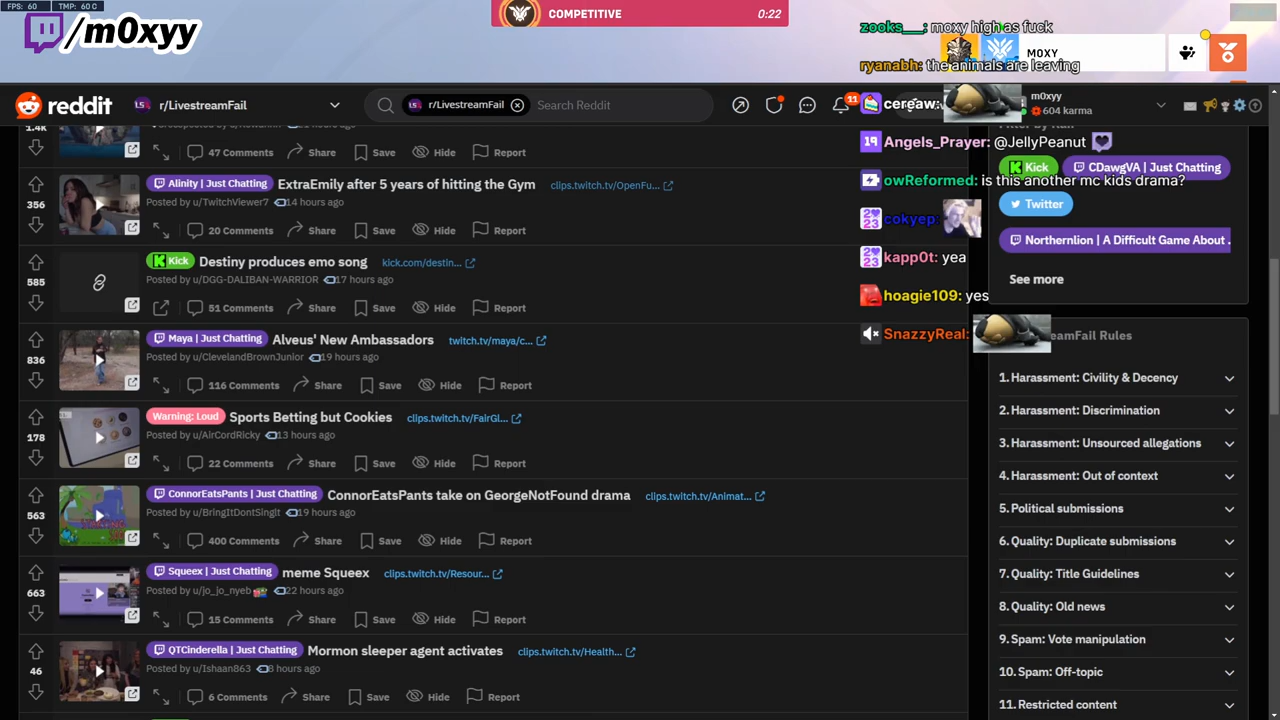 FPS: 60 TMP: 60 C
/m0xyy
COMPETITIVE 0:22
zooks___: moxy high as fuck
MOXY
ryanabh: the animals are leaving
reddit
r/LivestreamFail
r/LivestreamFail Search Reddit
11
cereaw:
m0xyy
604 karma
Angels_Prayer: @JellyPeanut
Kick CDawgVA | Just Chatting
owReformed: is this another mc kids drama?
Twitter
cokyep:
Northernlion | A Difficult Game About .
kapp0t: yea
See more
hoagie109: yes
SnazzyReal:
eamFail Rules
1. Harassment: Civility & Decency
2. Harassment: Discrimination
3. Harassment: Unsourced allegations
4. Harassment: Out of context
5. Political submissions
6. Quality: Duplicate submissions
7. Quality: Title Guidelines
8. Quality: Old news
9. Spam: Vote manipulation
10. Spam: Off-topic
11. Restricted content
1.4k
47 Comments Share Save Hide Report
Alinity | Just Chatting ExtraEmily after 5 years of hitting the Gym clips.twitch.tv/OpenFu...
356
Posted by u/TwitchViewer7 14 hours ago
20 Comments Share Save Hide Report
Kick Destiny produces emo song kick.com/destin...
585
Posted by u/DGG-DALIBAN-WARRIOR 17 hours ago
51 Comments Share Save Hide Report
Maya | Just Chatting Alveus' New Ambassadors twitch.tv/maya/c...
836
Posted by u/ClevelandBrownJunior 19 hours ago
116 Comments Share Save Hide Report
Warning: Loud Sports Betting but Cookies clips.twitch.tv/FairGl...
178
Posted by u/AirCordRicky 13 hours ago
22 Comments Share Save Hide Report
ConnorEatsPants | Just Chatting ConnorEatsPants take on GeorgeNotFound drama clips.twitch.tv/Animat...
563
Posted by u/BringItDontSingIt 19 hours ago
400 Comments Share Save Hide Report
Squeex | Just Chatting meme Squeex clips.twitch.tv/Resour...
663
Posted by u/jo_jo_nyeb 22 hours ago
15 Comments Share Save Hide Report
QTCinderella | Just Chatting Mormon sleeper agent activates clips.twitch.tv/Health...
46
Posted by u/Ishaan863 8 hours ago
6 Comments Share Save Hide Report